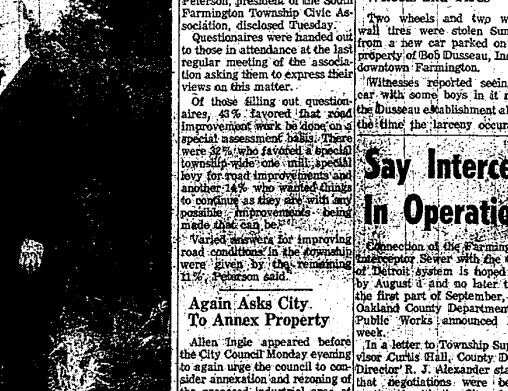 Peterson, president of the South
Farmington Township Civic As-
sociation, disclosed Tuesday.
Questionaires were handed out
to those in attendance at the last
regular meeting of the associa-
tion asking them to express their
views on this matter.
Of those filling out question-
aires, 43% favored that road
improvement work be done on a
special assessment basis. There
were 32% who favored a special
township-wide one mill special
levy for road improvements and
another 14% who wanted things
to continue as they are with any
possible improvements being
made that can be.
Varied answers for improving
road conditions in the township
were given by the remaining
11%, Peterson said.
Again Asks City
To Annex Property
Allen Ingle appeared before
the City Council Monday evening
to again urge the council to con-
sider annexation and rezoning of
Two wheels and two w
wall tires were stolen Sun
from a new car parked on
property of Bob Dusseau, Inc
downtown Farmington.
Witnesses reported seein
car with some boys in it n
the Dusseau establishment a
the time the larceny occur
Say Interce
In Operatio
Connection of the Farming
Interceptor Sewer with the
of Detroit system is hoped
by August 1 and no later t
the first part of September,
Oakland County Department
Public Works announced
week.
In a letter to Township Sup
visor Curtis Hall, County D
Director R. J. Alexander sta
that negotiations were be